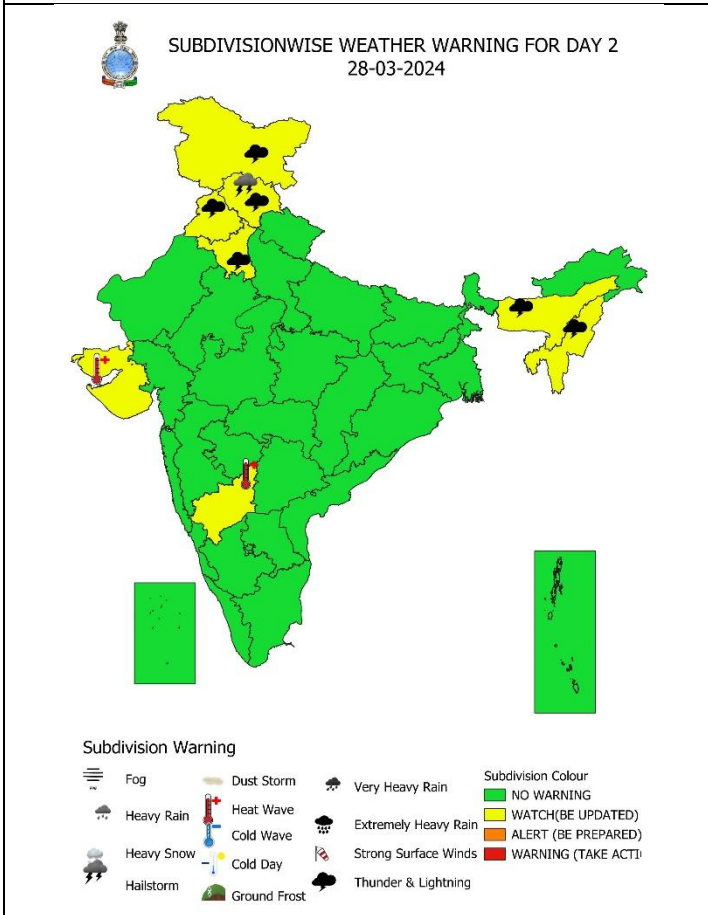 SUBDIVISIONWISE WEATHER WARNING FOR DAY 2
28-03-2024
Subdivision Warning
Fog
Heavy Rain
Heavy Snow
Hailstorm
Dust Storm
Heat Wave
Cold Wave
Cold Day
Ground Frost
Very Heavy Rain
Extremely Heavy Rain
Strong Surface Winds
Thunder & Lightning
Subdivision Colour
NO WARNING
WATCH(BE UPDATED)
ALERT (BE PREPARED)
WARNING (TAKE ACTI